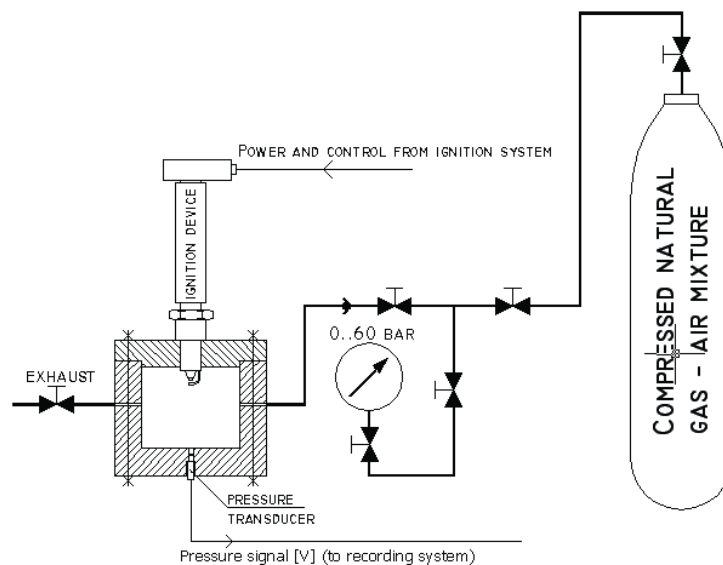 POWER AND CONTROL FROM IGNITION SYSTEM
IGNITION DEVICE
COMPRESSED NATURAL
GAS - AIR MIXTURE
0..60 BAR
EXHAUST
PRESSURE
TRANSDUCER
Pressure signal [V] (to recording system)